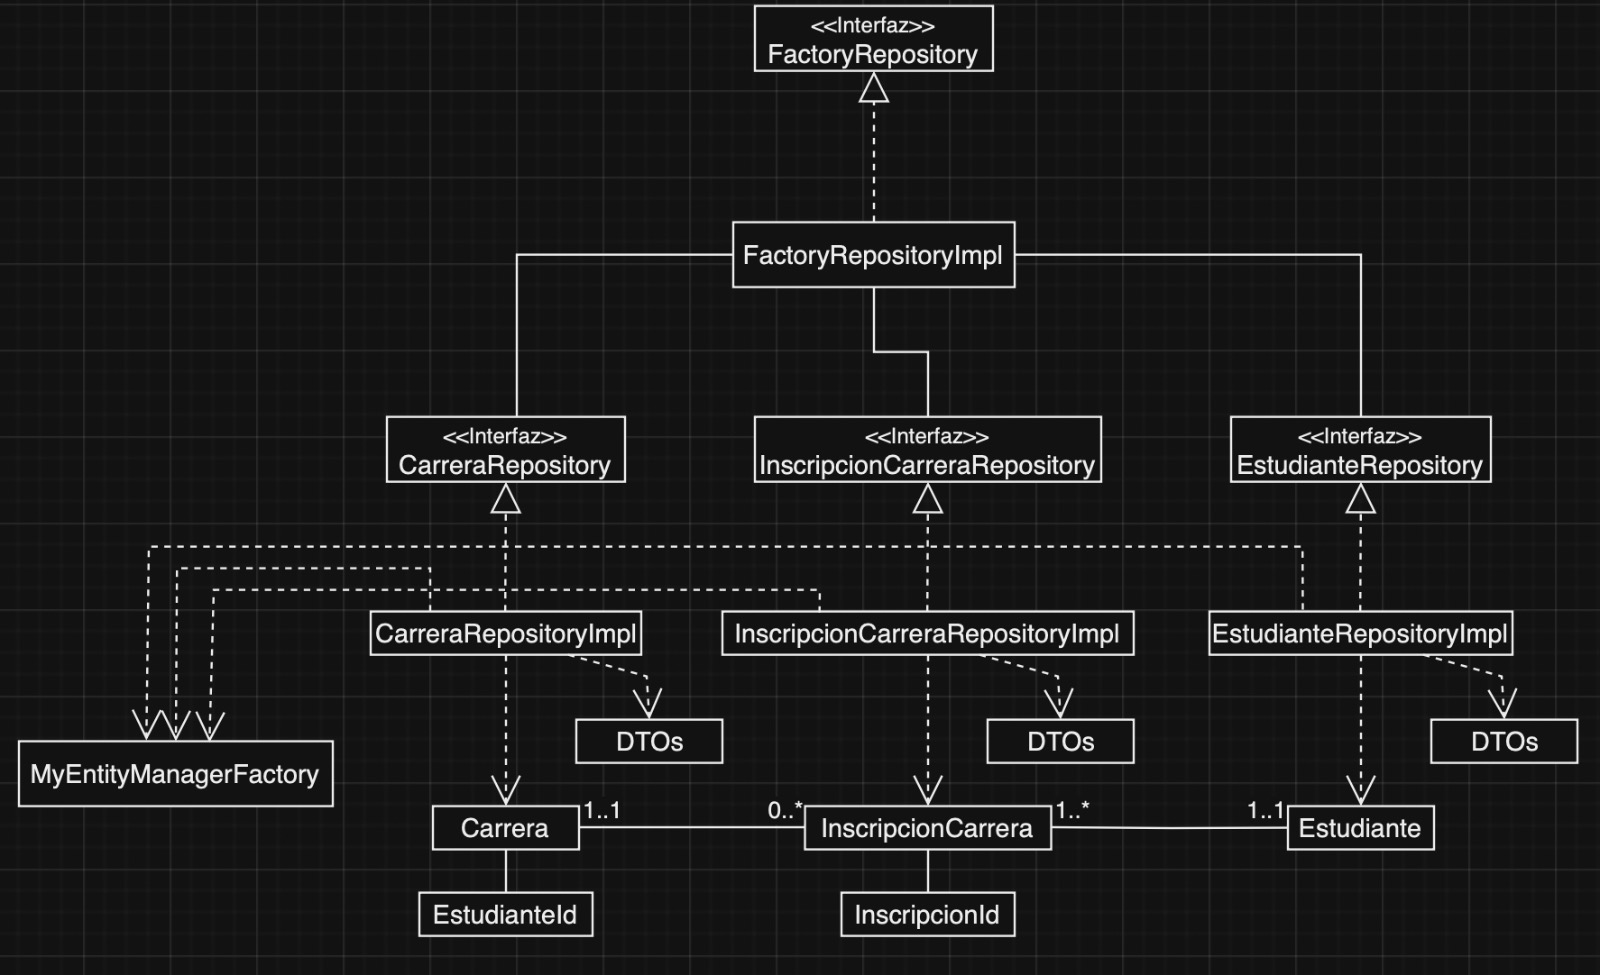 <<Interfaz>>
FactoryRepository
FactoryRepositoryImpl
<<Interfaz>>
CarreraRepository
<<Interfaz>>
InscripcionCarreraRepository
<<Interfaz>>
EstudianteRepository
CarreraRepositoryImpl
InscripcionCarreraRepositoryImpl
EstudianteRepositoryImpl
DTOs
DTOs
DTOs
MyEntityManagerFactory
1..1
0..*
1..*
1..1
Carrera
InscripcionCarrera
Estudiante
EstudianteId
InscripcionId